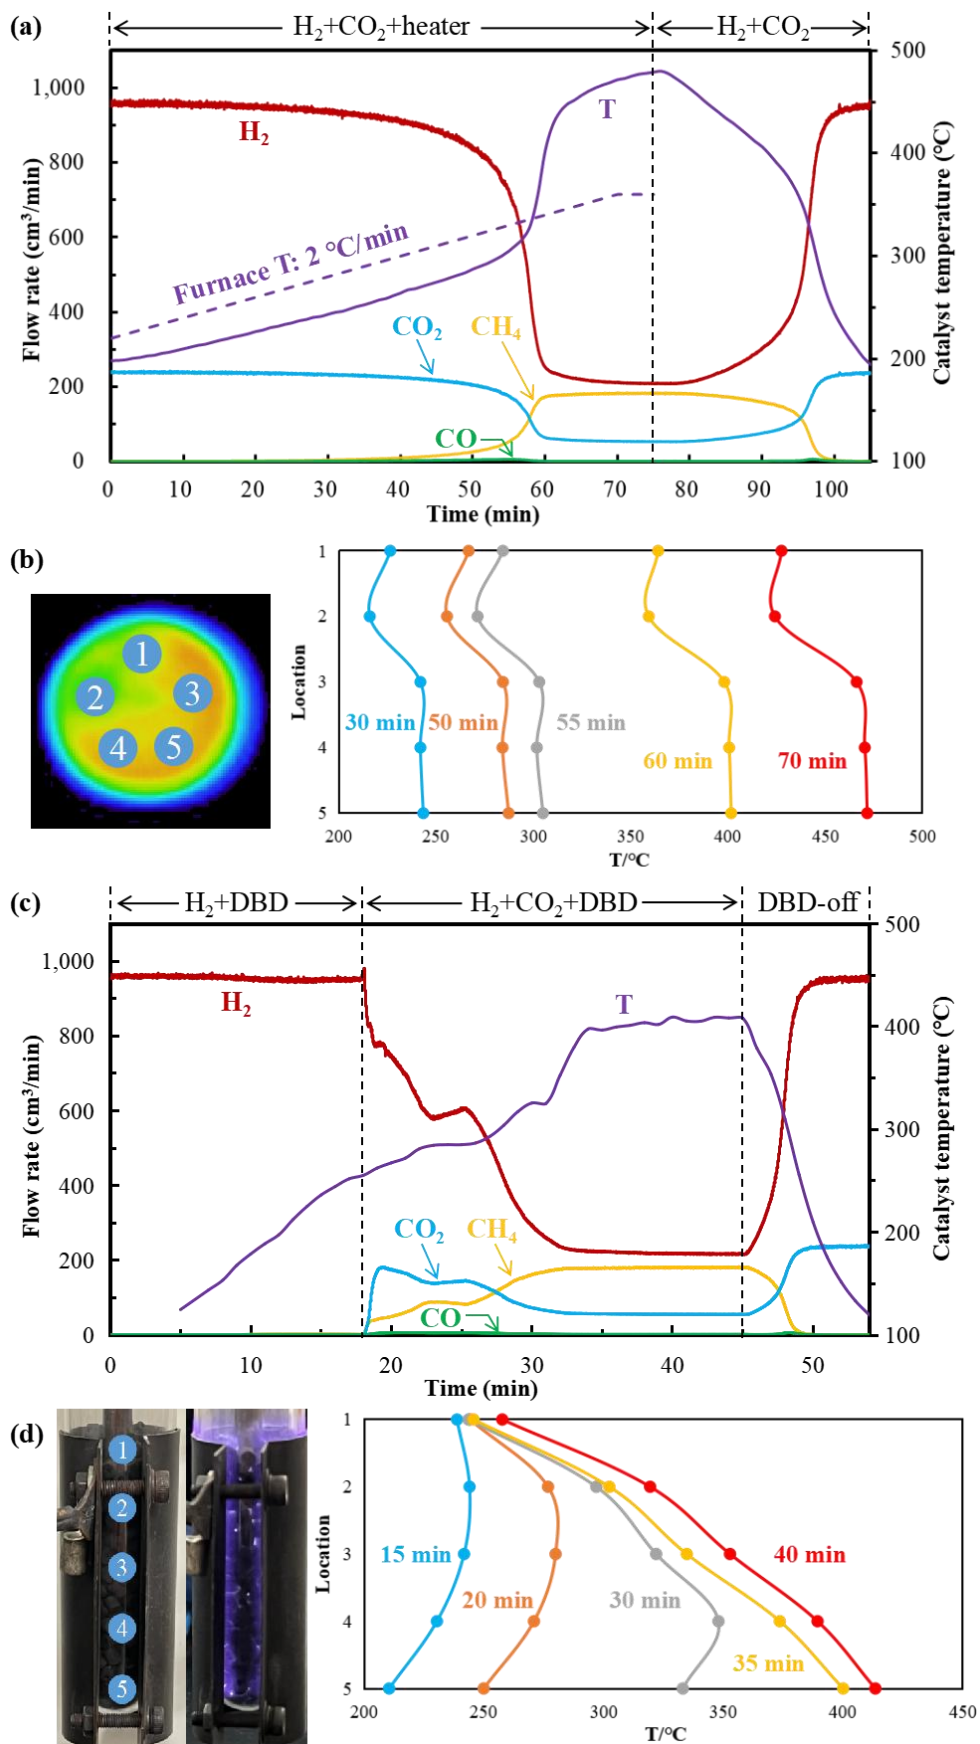 (a)
H₂+CO₂+heater
H₂+CO₂
500
400
300
200
100
Catalyst temperature (°C)
1,000
800
600
400
200
0
Flow rate (cm³/min)
H₂
T
Furnace T: 2 °C/min
CO₂
CH₄
CO
0 10 20 30 40 50 60 70 80 90 100
Time (min)
(b)
1
2
3
4
5
1
2
3
4
5
Location
30 min
50 min
55 min
60 min
70 min
200 250 300 350 400 450 500
T/°C
(c)
H₂+DBD
H₂+CO₂+DBD
DBD-off
500
400
300
200
100
Catalyst temperature (°C)
1,000
800
600
400
200
0
Flow rate (cm³/min)
H₂
T
CO₂
CH₄
CO
0 10 20 30 40 50
Time (min)
(d)
1
2
3
4
5
1
2
3
4
5
Location
15 min
20 min
30 min
35 min
40 min
200 250 300 350 400 450
T/°C